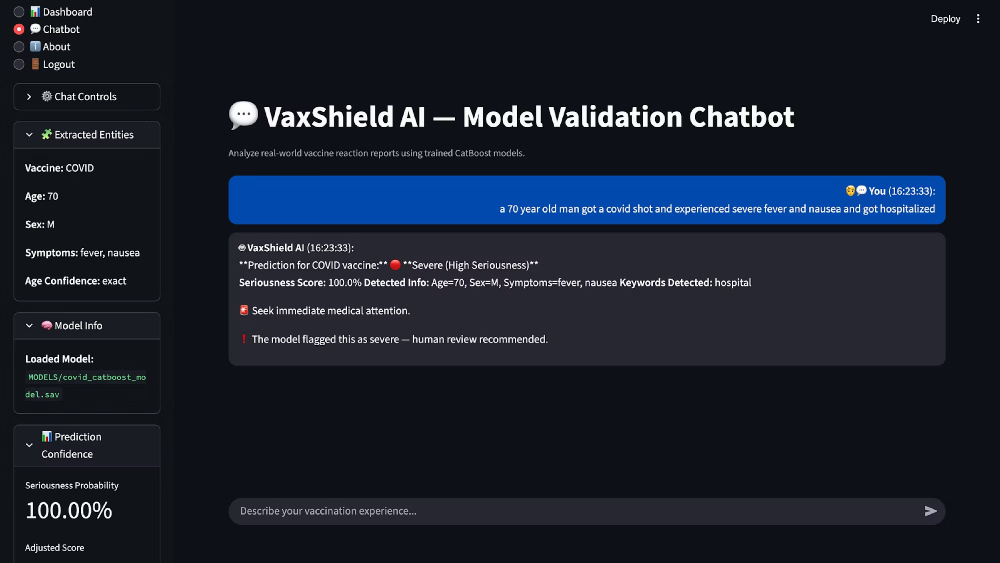 Dashboard
Chatbot
About
Logout
Chat Controls
Extracted Entities
Vaccine: COVID
Age: 70
Sex: M
Symptoms: fever, nausea
Age Confidence: exact
Model Info
Loaded Model:
MODELS/covid_catboost_mo
del.sav
Prediction
Confidence
Seriousness Probability
100.00%
Adjusted Score
Deploy
VaxShield AI — Model Validation Chatbot
Analyze real-world vaccine reaction reports using trained CatBoost models.
You (16:23:33):
a 70 year old man got a covid shot and experienced severe fever and nausea and got hospitalized
VaxShield AI (16:23:33):
**Prediction for COVID vaccine:** 🔴 **Severe (High Seriousness)**
Seriousness Score: 100.0% Detected Info: Age=70, Sex=M, Symptoms=fever, nausea Keywords Detected: hospital
Seek immediate medical attention.
The model flagged this as severe — human review recommended.
Describe your vaccination experience...